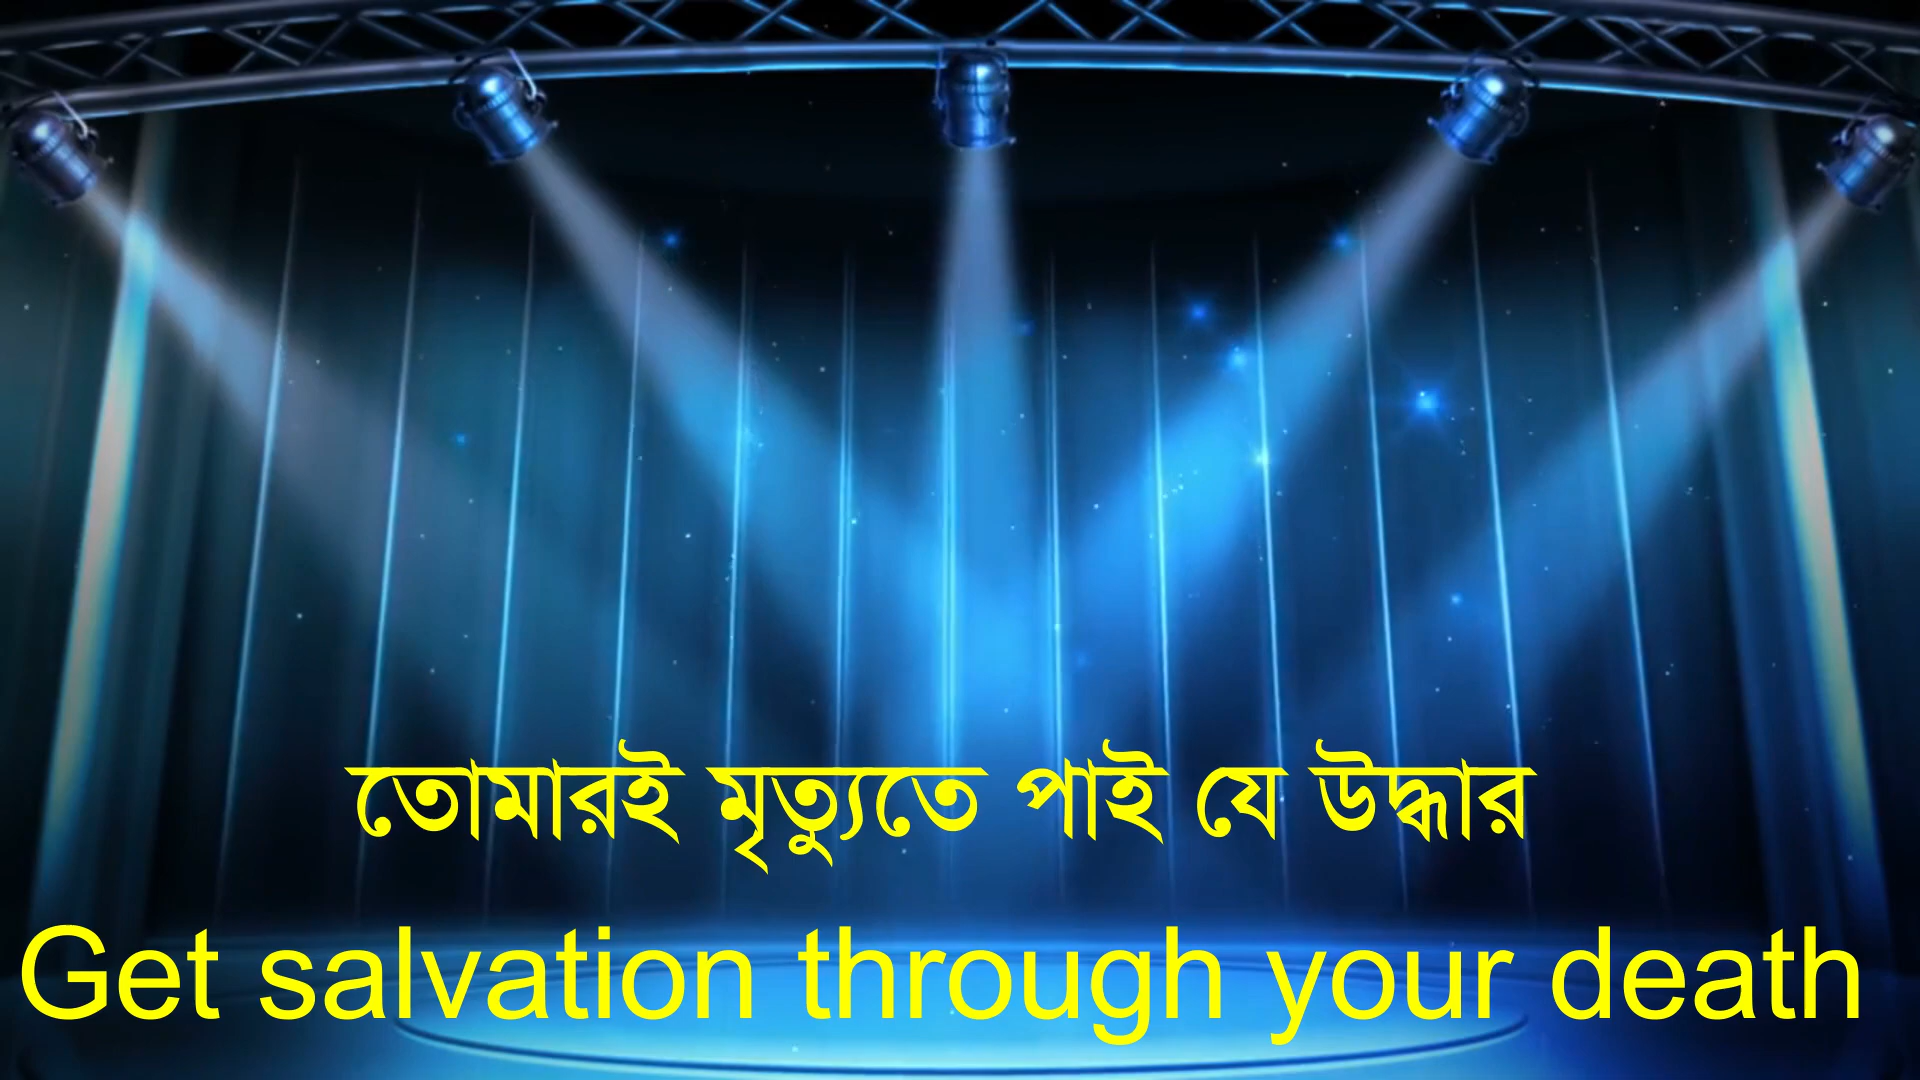 তোমারই মৃত্যুতে পাই যে উদ্ধার
Get salvation through your death